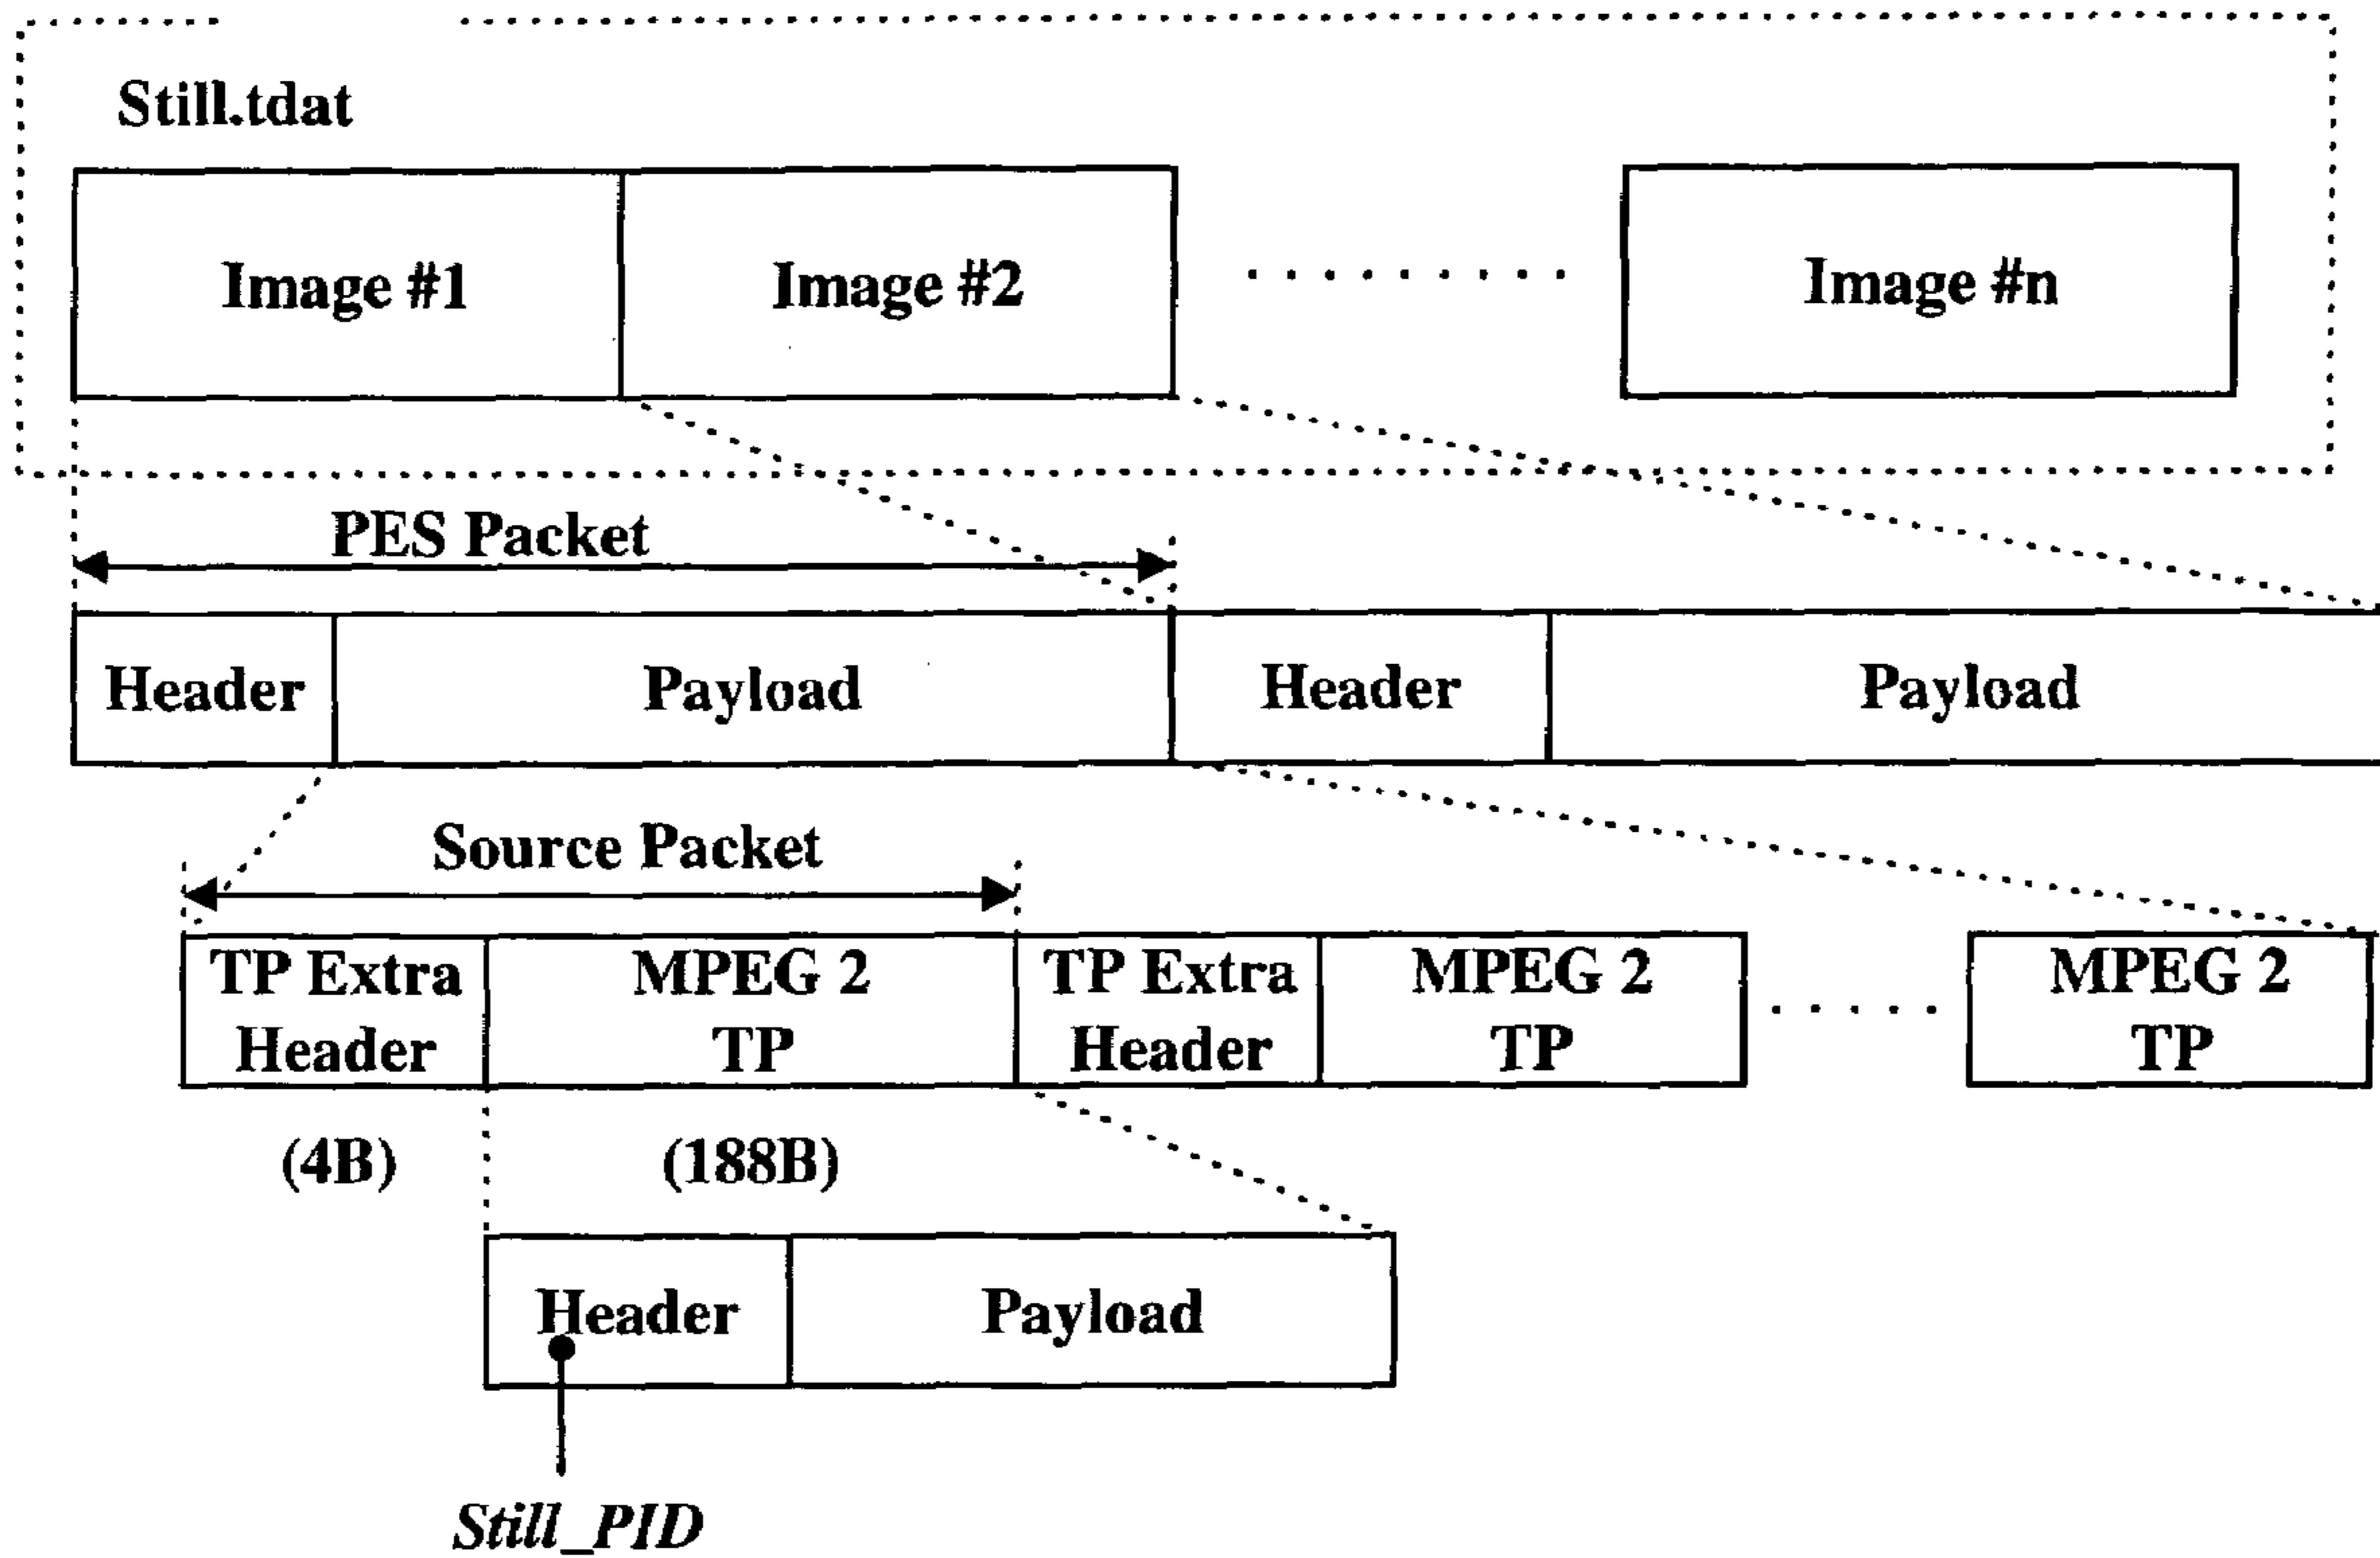 Still.tdat
Image #1
Image #2
Image #n
PES Packet
Header
Payload
Header
Payload
Source Packet
TP Extra
Header
MPEG 2
TP
TP Extra
Header
MPEG 2
TP
MPEG 2
TP
(4B)
(188B)
Header
Payload
Still_PID